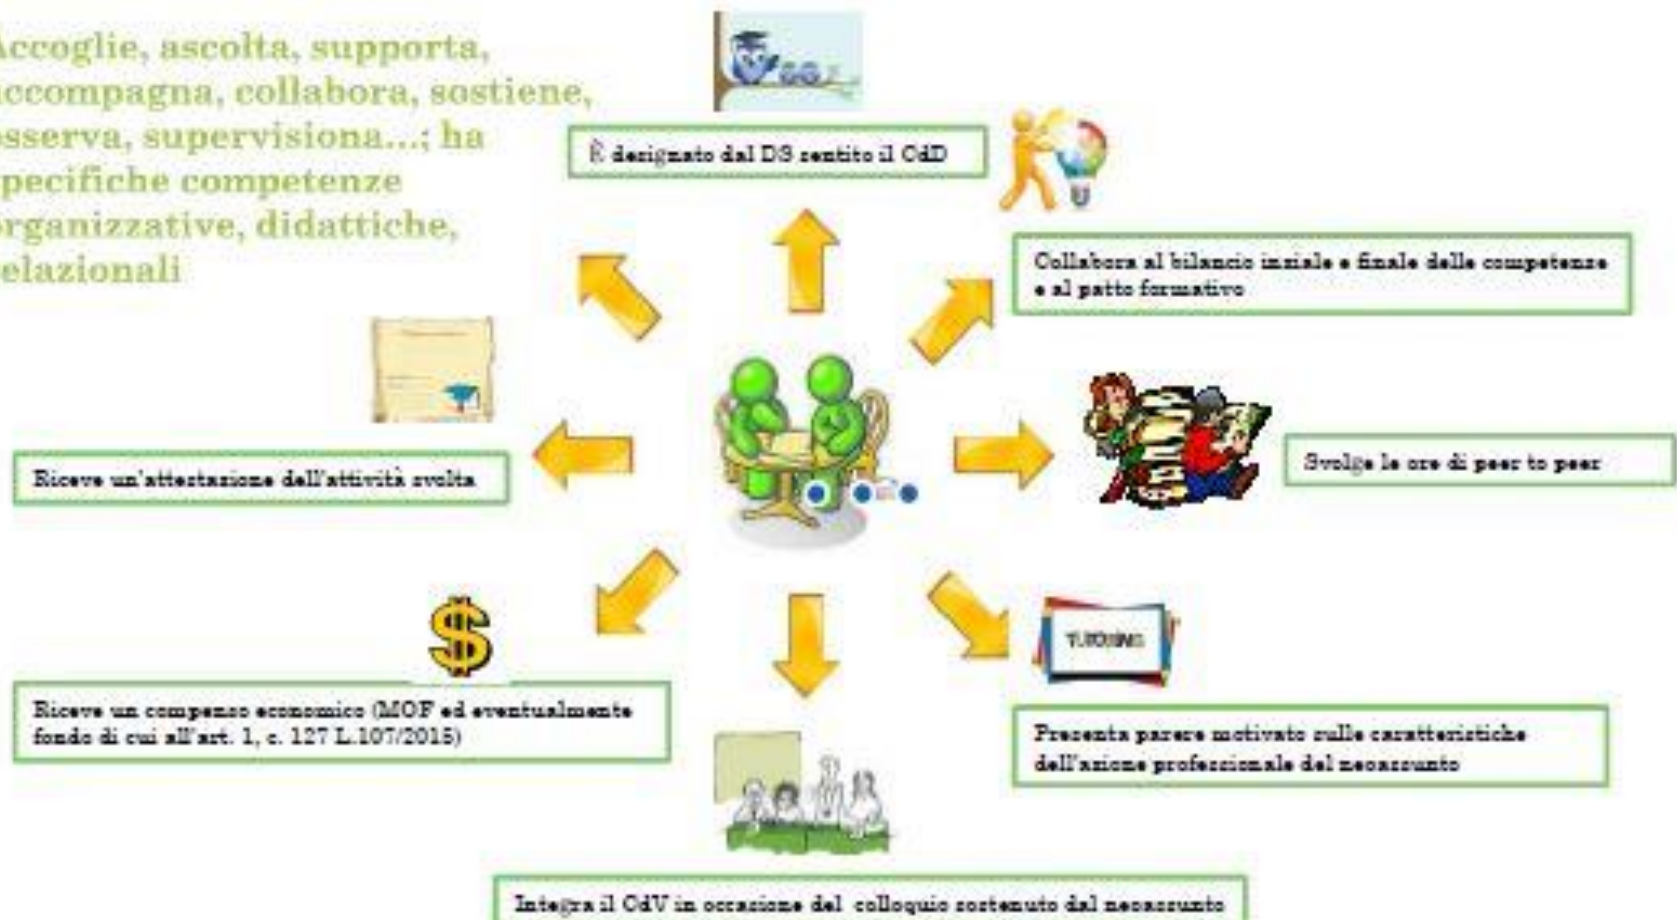 Accoglie, ascolta, supporta,
accompagna, collabora, sostiene,
osserva, supervisiona...; ha
specifiche competenze
organizzative, didattiche,
relazionali
È designato dal DS sentito il CdD
Collabora al bilancio inziale e finale delle competenze
e al patto formativo
Riceve un'attestazione dell'attività svolta
Svolge le ore di peer to peer
Riceve un compenso economico (MOF ed eventualmente
fondo di cui all'art. 1, c. 127 L.107/2015)
Presenta parere motivato sulle caratteristiche
dell'azione professionale del neoassunto
Integra il CdV in occasione del colloquio sostenuto dal neoassunto